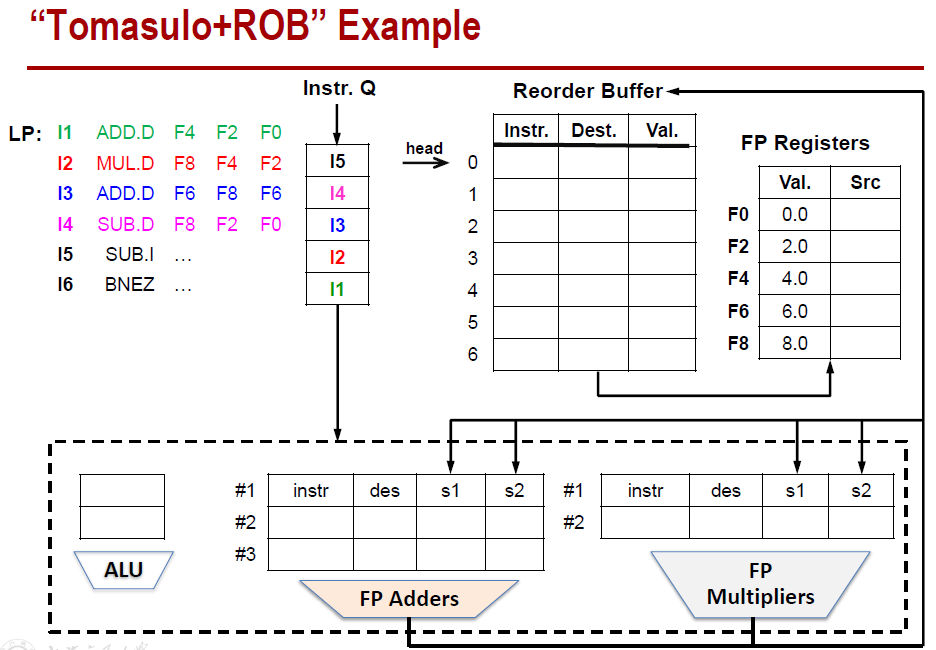 “Tomasulo+ROB” Example
Instr. Q
Reorder Buffer
LP: I1 ADD.D F4 F2 F0
I2 MUL.D F8 F4 F2
I3 ADD.D F6 F8 F6
I4 SUB.D F8 F2 F0
I5 SUB.I …
I6 BNEZ …
I5
I4
I3
I2
I1
head
Instr. Dest. Val.
0
1
2
3
4
5
6
FP Registers
Val. Src
F0 0.0
F2 2.0
F4 4.0
F6 6.0
F8 8.0
ALU
#1 instr des s1 s2
#2
#3
FP Adders
#1 instr des s1 s2
#2
FP
Multipliers